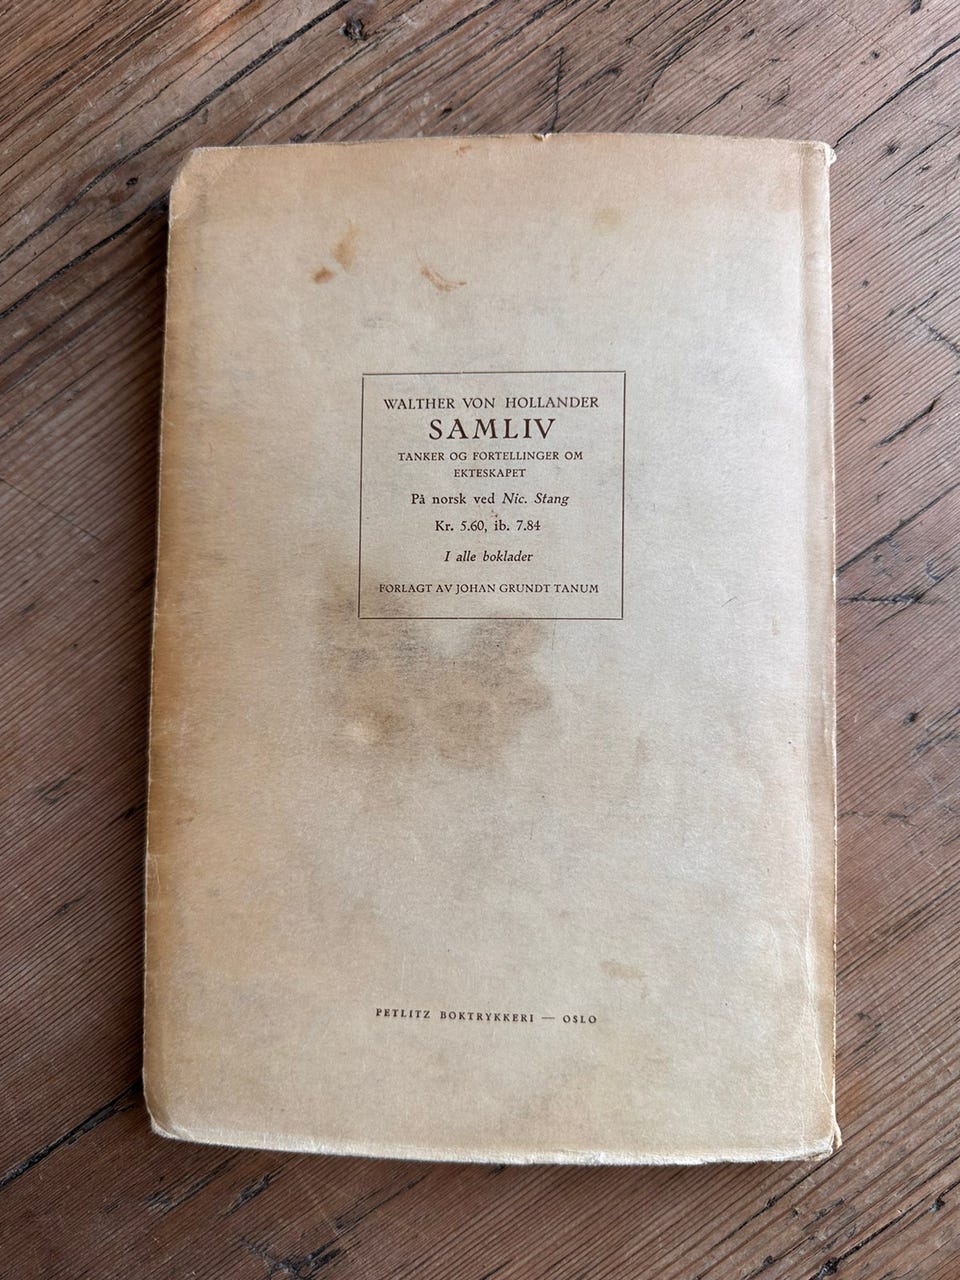 WALTHER VON HOLLANDER
SAMLIV
TANKER OG FORTELLINGER OM
EKTESKAPET
På norsk ved Nic. Stang
Kr. 5.60, ib. 7.84
I alle boklader
FORLAGT AV JOHAN GRUNDT TANUM
PETLITZ BOKTRYKKERI — OSLO